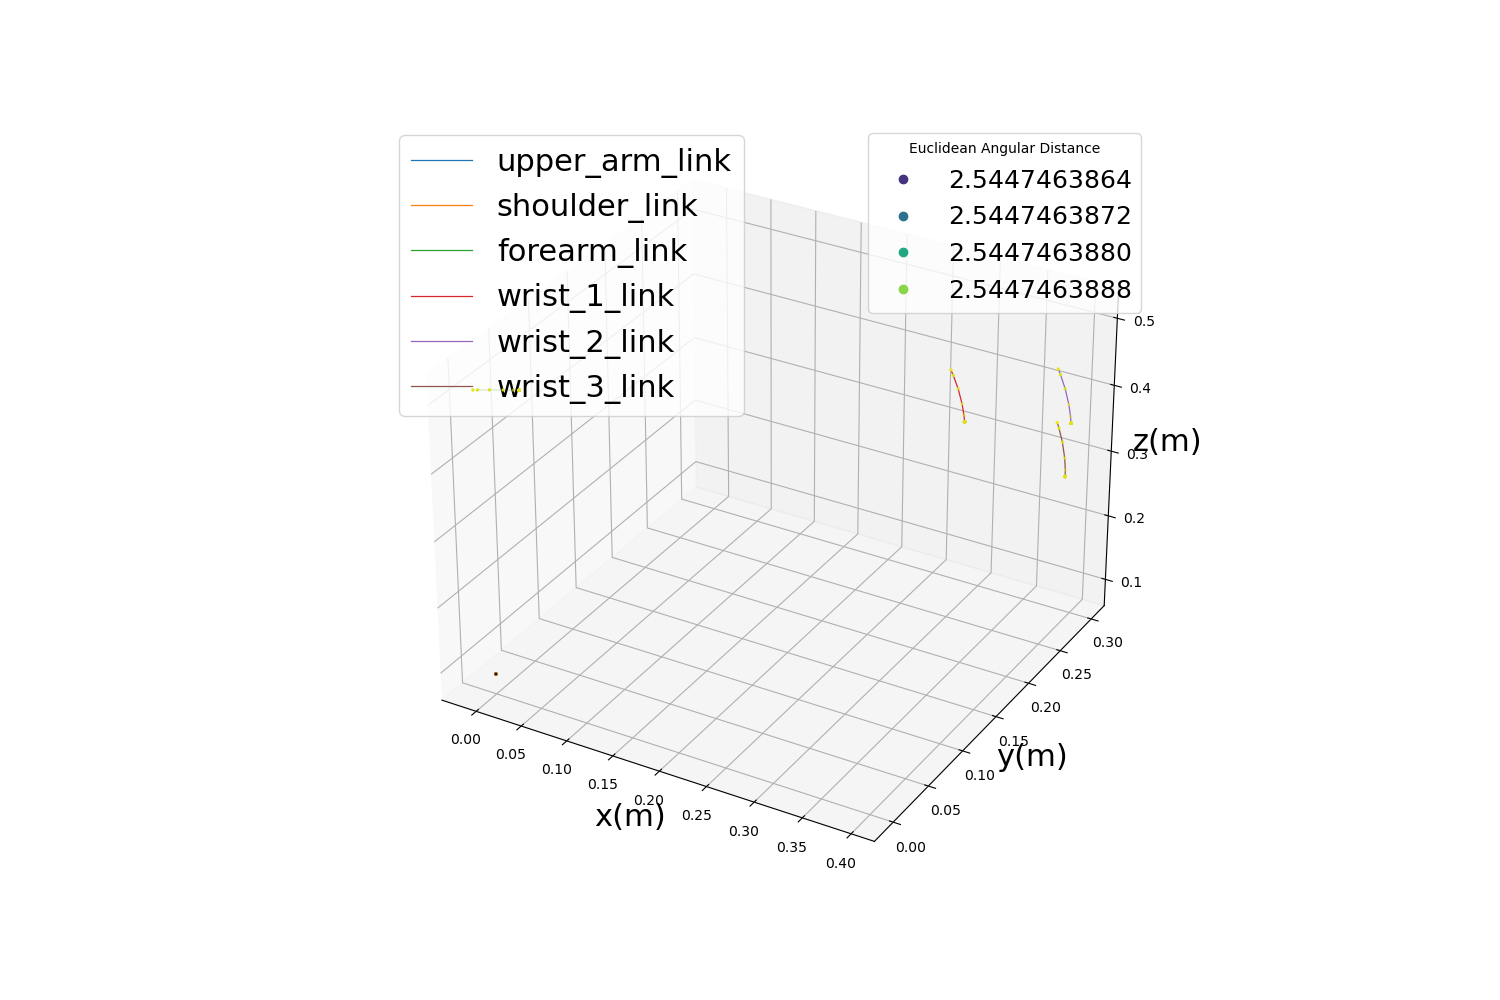 upper_arm_link
shoulder_link
forearm_link
wrist_1_link
wrist_2_link
wrist_3_link
Euclidean Angular Distance
2.5447463864
2.5447463872
2.5447463880
2.5447463888
0.5
0.4
z(m)
0.3
0.2
0.1
0.30
0.25
0.20
0.15
y(m)
0.10
0.05
0.00
0.00
0.05
0.10
0.15
0.20
x(m)
0.25
0.30
0.35
0.40